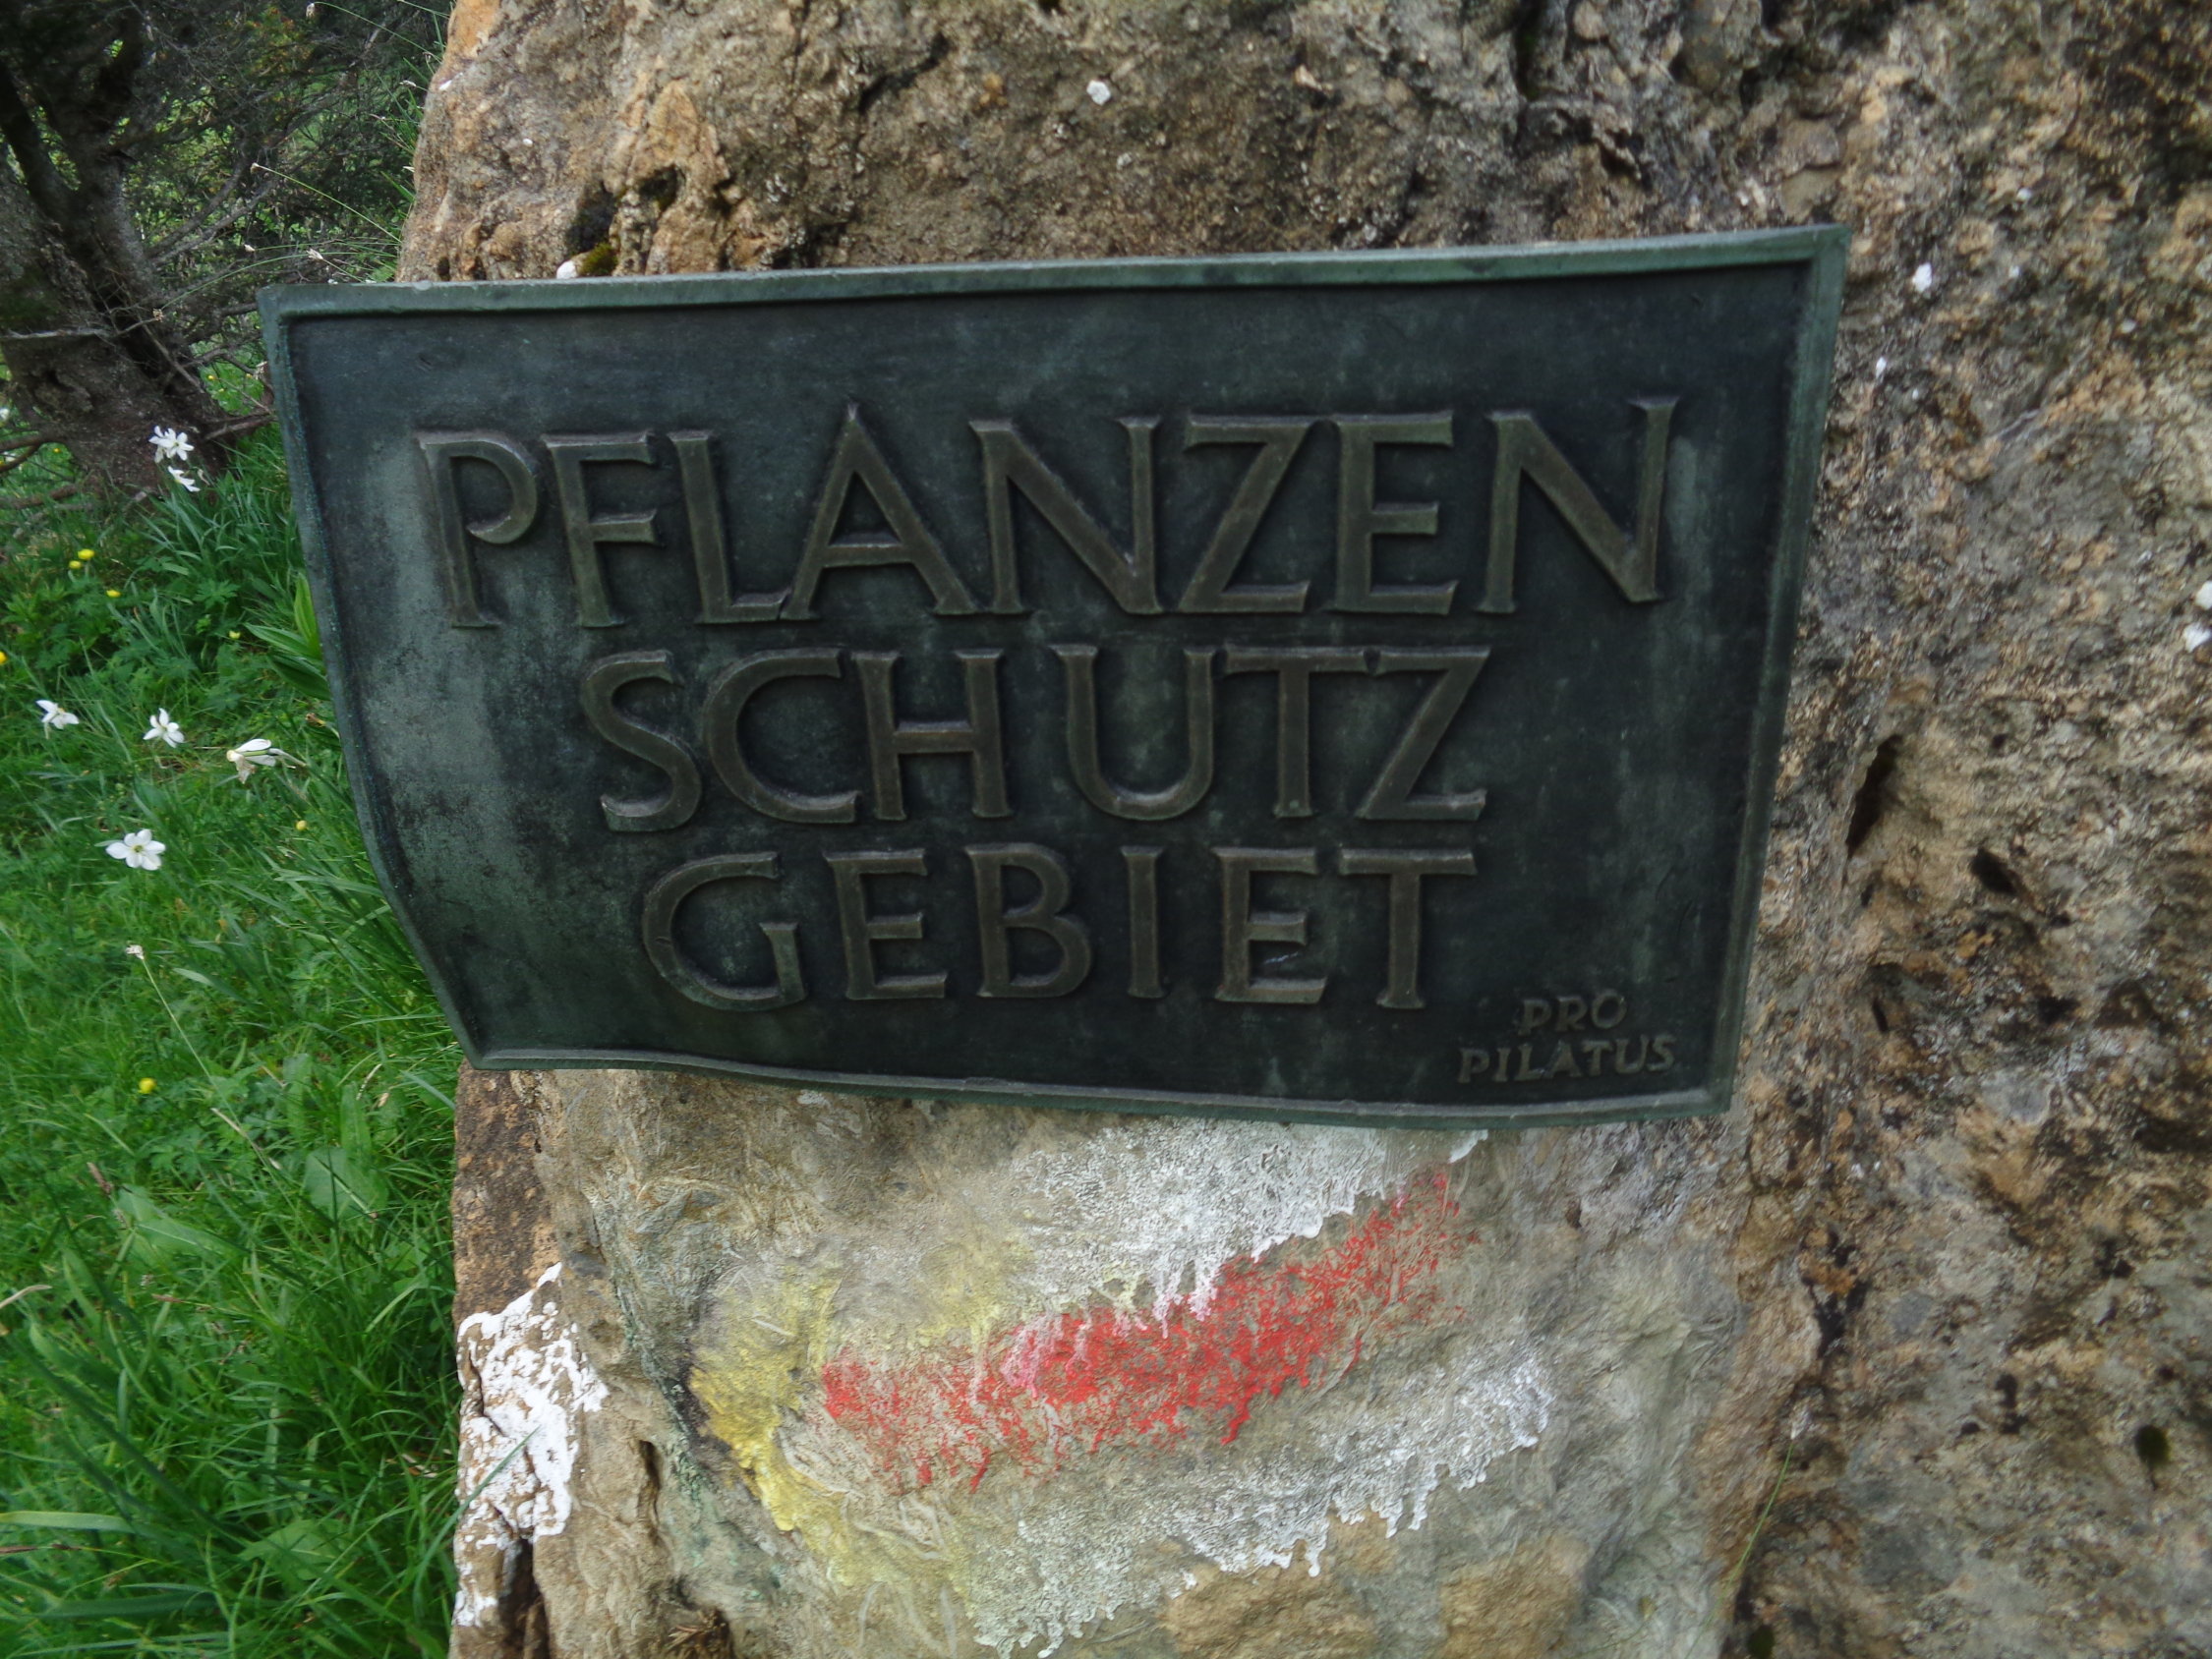 PFLANZEN
SCHUTZ
GEBIET
PRO
PILATUS